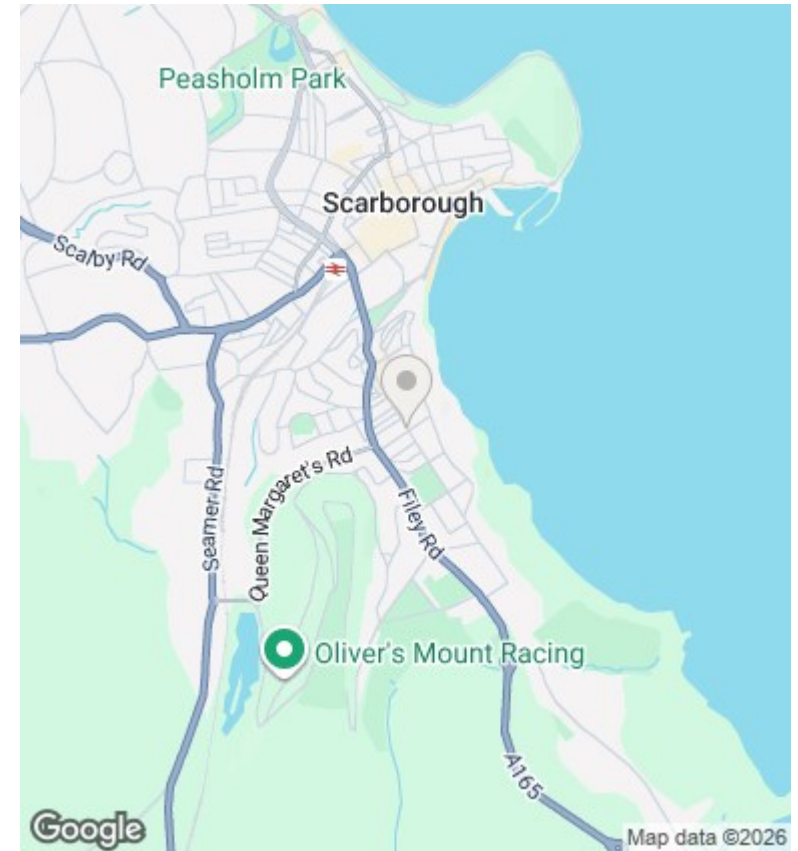 Peasholm Park
Scarborough
Scalby Rd
Queen Margaret's Rd
Seamer Rd
Filey Rd
Oliver's Mount Racing
A165
Google
Map data ©2026